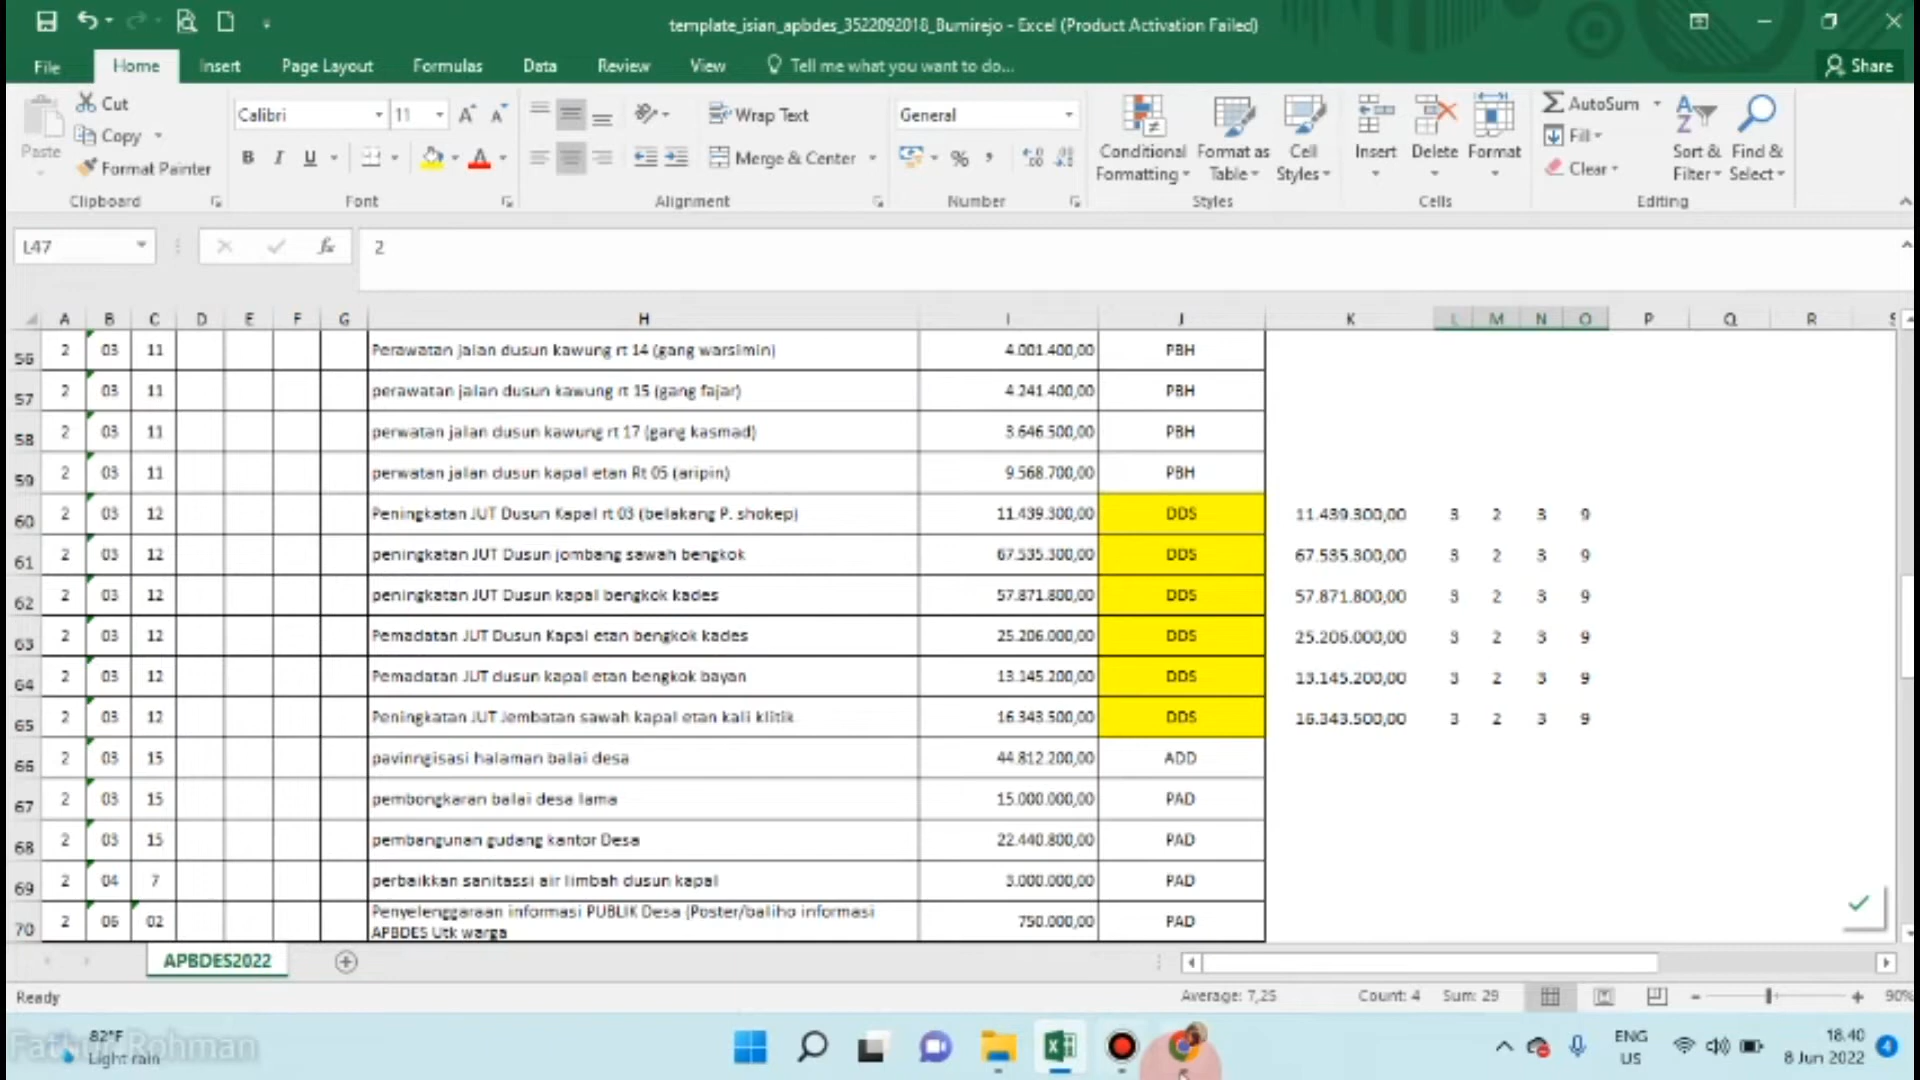 template_isian_apbdes_3522092018_Bumirejo - Excel (Product Activation Failed)
File Home Insert Page Layout Formulas Data Review View Tell me what you want to do... Share
Paste Cut Copy Format Painter Clipboard
Calibri 11 B I U Font
Wrap Text Merge & Center Alignment
General % Number
Conditional Formatting Format as Table Cell Styles Styles
Insert Delete Format Cells
AutoSum Fill Clear Sort & Filter Find & Select Editing
L47 fx 2
A B C D E F G H I J K L M N O P Q R S
56 2 03 11 Perawatan jalan dusun kawung rt 14 (gang warsimin) 4.001.400,00 PBH
57 2 03 11 perawatan jalan dusun kawung rt 15 (gang fajar) 4.241.400,00 PBH
58 2 03 11 perwatan jalan dusun kawung rt 17 (gang kasmad) 3.646.500,00 PBH
59 2 03 11 perwatan jalan dusun kapal etan Rt 05 (aripin) 9.568.700,00 PBH
60 2 03 12 Peningkatan JUT Dusun Kapal rt 03 (belakang P. shokep) 11.439.300,00 DDS 11.439.300,00 3 2 3 9
61 2 03 12 peningkatan JUT Dusun jombang sawah bengkok 67.535.300,00 DDS 67.535.300,00 3 2 3 9
62 2 03 12 peningkatan JUT Dusun kapal bengkok kades 57.871.800,00 DDS 57.871.800,00 3 2 3 9
63 2 03 12 Pemadatan JUT Dusun Kapal etan bengkok kades 25.206.000,00 DDS 25.206.000,00 3 2 3 9
64 2 03 12 Pemadatan JUT dusun kapal etan bengkok bayan 13.145.200,00 DDS 13.145.200,00 3 2 3 9
65 2 03 12 Peningkatan JUT Jembatan sawah kapal etan kali klitik 16.343.500,00 DDS 16.343.500,00 3 2 3 9
66 2 03 15 pavinngisasi halaman balai desa 44.812.200,00 ADD
67 2 03 15 pembongkaran balai desa lama 15.000.000,00 PAD
68 2 03 15 pembangunan gudang kantor Desa 22.440.800,00 PAD
69 2 04 7 perbaikkan sanitassi air limbah dusun kapal 3.000.000,00 PAD
70 2 06 02 Penyelenggaraan informasi PUBLIK Desa (Poster/baliho informasi 750.000,00 PAD
APBDES Utk warga
APBDES2022
Ready Average: 7,25 Count: 4 Sum: 29 90%
Fathur Rohman
82°F
Light rain
ENG
US
18.40
8 Jun 2022
4